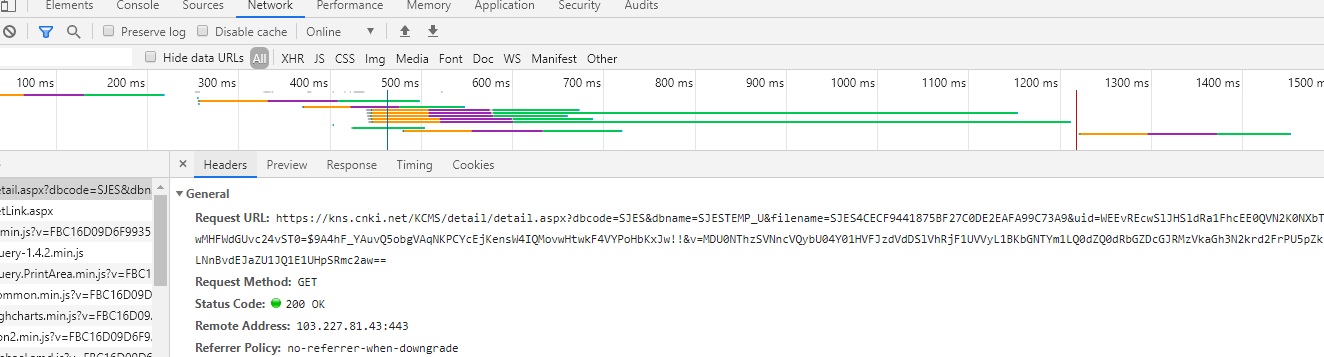 Elements Console Sources Network Performance Memory Application Security Audits
Preserve log Disable cache Online
Hide data URLs All XHR JS CSS Img Media Font Doc WS Manifest Other
100 ms 200 ms 300 ms 400 ms 500 ms 600 ms 700 ms 800 ms 900 ms 1000 ms 1100 ms 1200 ms 1300 ms 1400 ms 1500 m
× Headers Preview Response Timing Cookies
etail.aspx?dbcode=SJES&dbn
etLink.aspx
.min.js?v=FBC16D09D6F9935
uery-1.4.2.min.js
uery.PrintArea.min.js?v=FBC1
ommon.min.js?v=FBC16D09D
ghcharts.min.js?v=FBC16D09.
on2.min.js?v=FBC16D09D6F9.
General
Request URL: https://kns.cnki.net/KCMS/detail/detail.aspx?dbcode=SJES&dbname=SJESTEMP_U&filename=SJES4CECF9441875BF27C0DE2EAFA99C73A9&uid=WEEvREcwSlJHSldRa1FhcEE0QVN2K0NXbT
wMHFWdGUvc24vST0=$9A4hF_YAuvQ5obgVAqNKPCYcEjKensW4IQMovwHtwkF4VYPoHbKxJw!!&v=MDU0NThzSVNncVQybU04Y01HVFJzdVdDSlVhRjF1UVVyL1BKbGNTYm1LQ0dZQ0dRbGZDcGJRMzVkaGh3N2krd2FrPU5pZk
LNnBvdEJaZU1JQ1E1UHpSRmc2aw==
Request Method: GET
Status Code: 200 OK
Remote Address: 103.227.81.43:443
Referrer Policy: no-referrer-when-downgrade